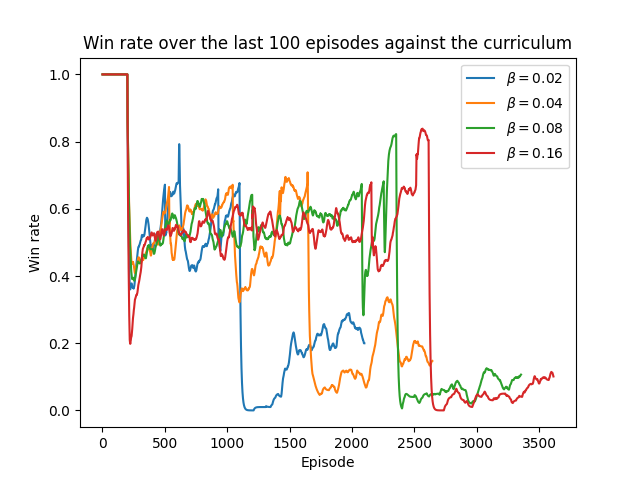 Win rate over the last 100 episodes against the curriculum
Win rate
1.0
0.8
0.6
0.4
0.2
0.0
β = 0.02
β = 0.04
β = 0.08
β = 0.16
0 500 1000 1500 2000 2500 3000 3500
Episode